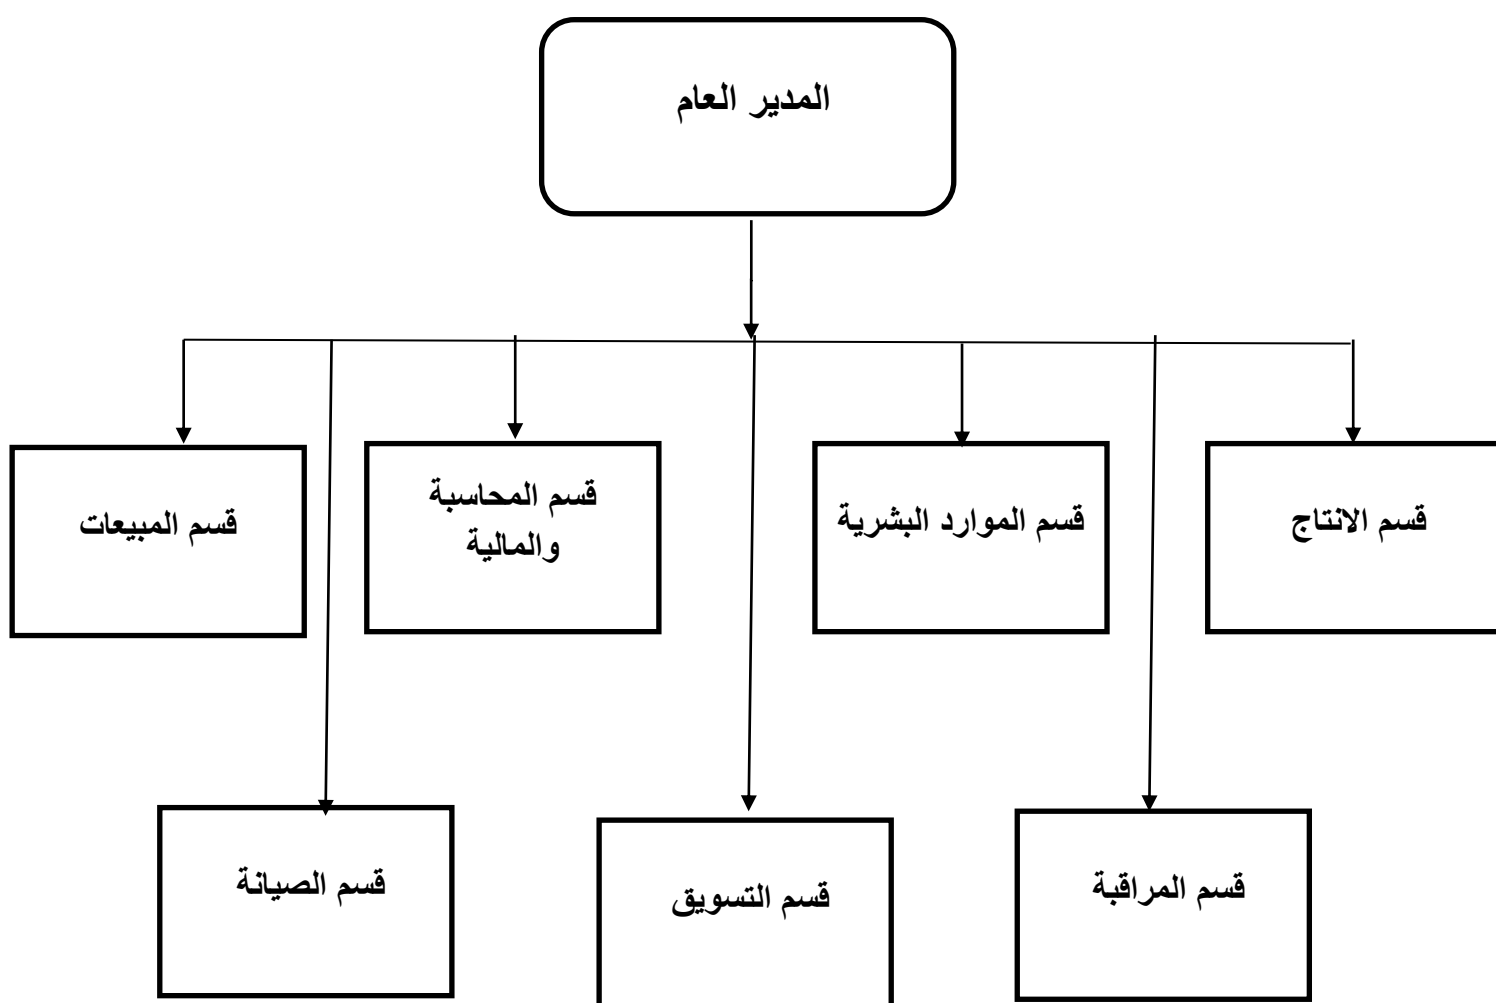 المدير العام
قسم الانتاج
قسم الموارد البشرية
قسم المحاسبة
والمالية
قسم المبيعات
قسم المراقبة
قسم التسويق
قسم الصيانة